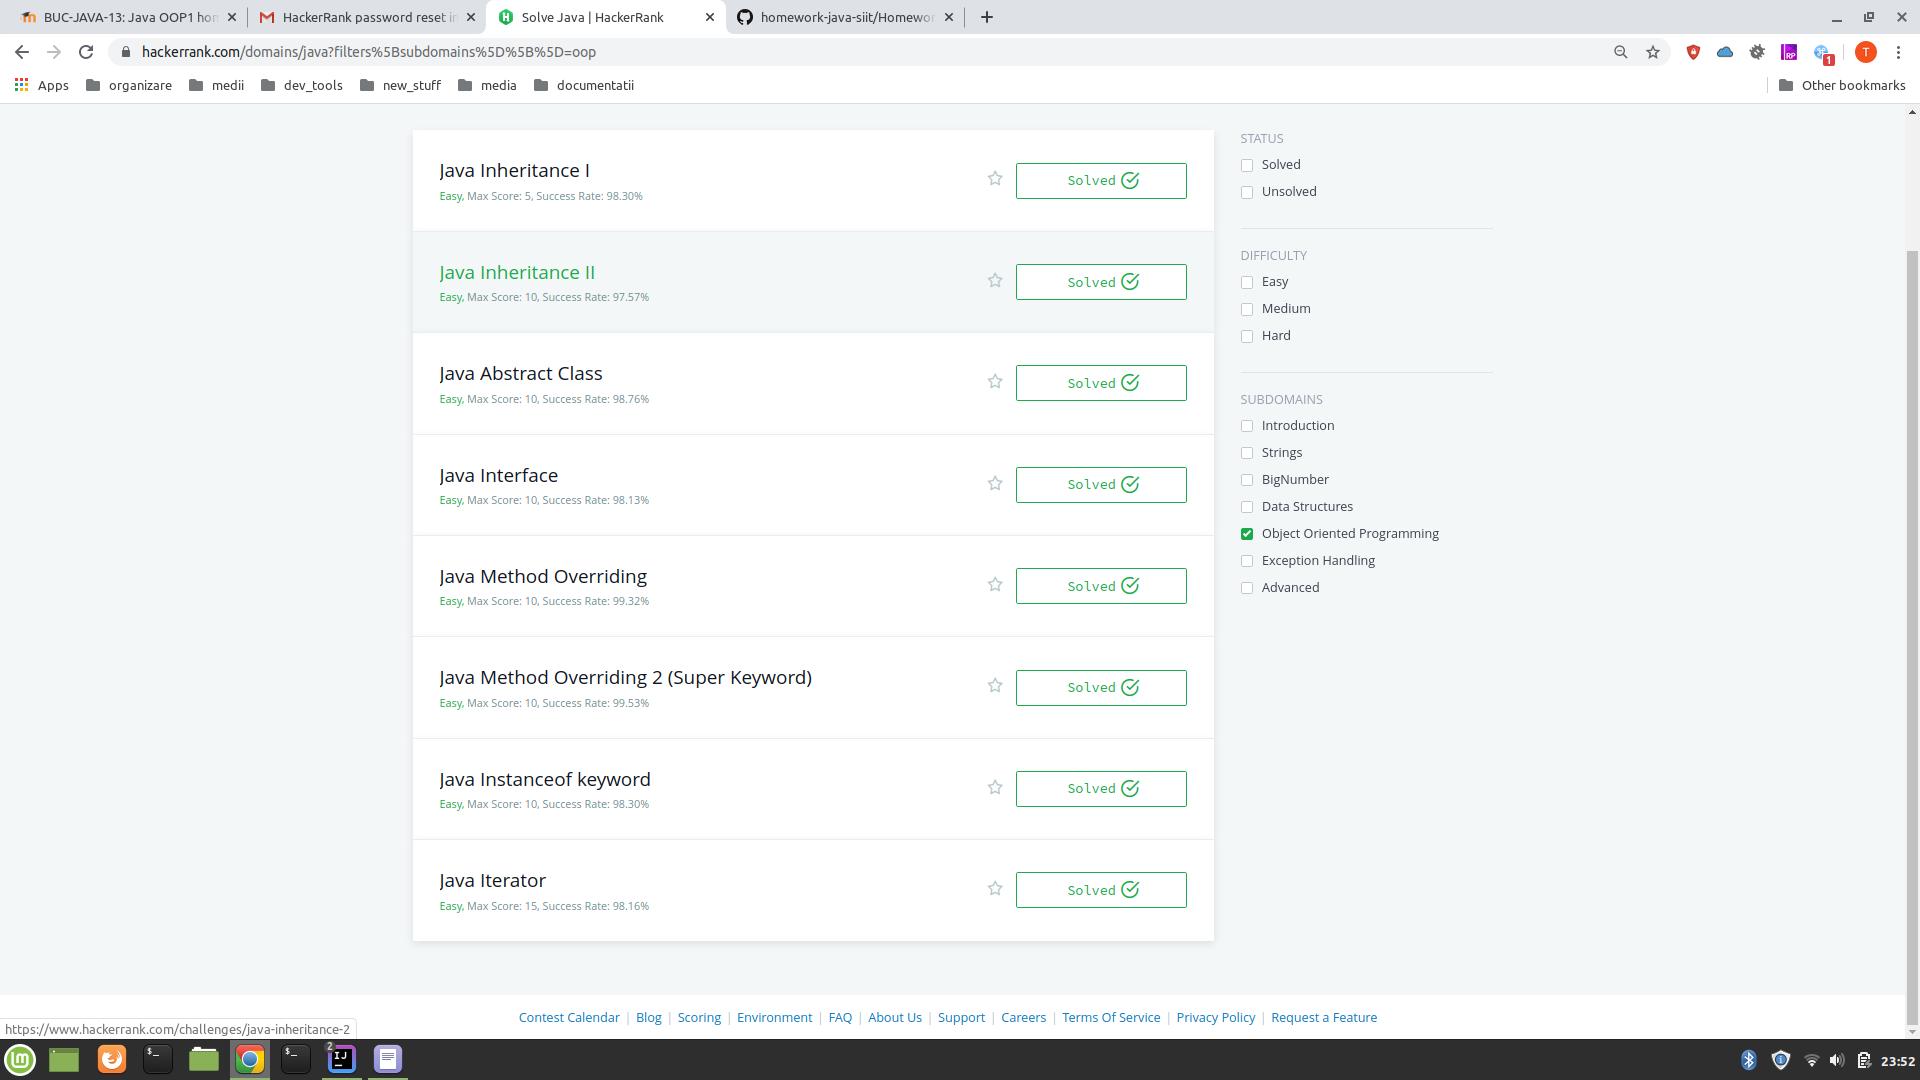 BUC-JAVA-13: Java OOP1 hom
HackerRank password reset in
Solve Java | HackerRank
homework-java-siit/Homewor
hackerrank.com/domains/java?filters%5Bsubdomains%5D%5B%5D=oop
RP
1
T
Apps
organizare
medii
dev_tools
new_stuff
media
documentatii
Other bookmarks
Java Inheritance I
Easy, Max Score: 5, Success Rate: 98.30%
Solved
Java Inheritance II
Easy, Max Score: 10, Success Rate: 97.57%
Solved
Java Abstract Class
Easy, Max Score: 10, Success Rate: 98.76%
Solved
Java Interface
Easy, Max Score: 10, Success Rate: 98.13%
Solved
Java Method Overriding
Easy, Max Score: 10, Success Rate: 99.32%
Solved
Java Method Overriding 2 (Super Keyword)
Easy, Max Score: 10, Success Rate: 99.53%
Solved
Java Instanceof keyword
Easy, Max Score: 10, Success Rate: 98.30%
Solved
Java Iterator
Easy, Max Score: 15, Success Rate: 98.16%
Solved
STATUS
Solved
Unsolved
DIFFICULTY
Easy
Medium
Hard
SUBDOMAINS
Introduction
Strings
BigNumber
Data Structures
Object Oriented Programming
Exception Handling
Advanced
Contest Calendar | Blog | Scoring | Environment | FAQ | About Us | Support | Careers | Terms Of Service | Privacy Policy | Request a Feature
https://www.hackerrank.com/challenges/java-inheritance-2
$_
$_
2
IJ
23:52